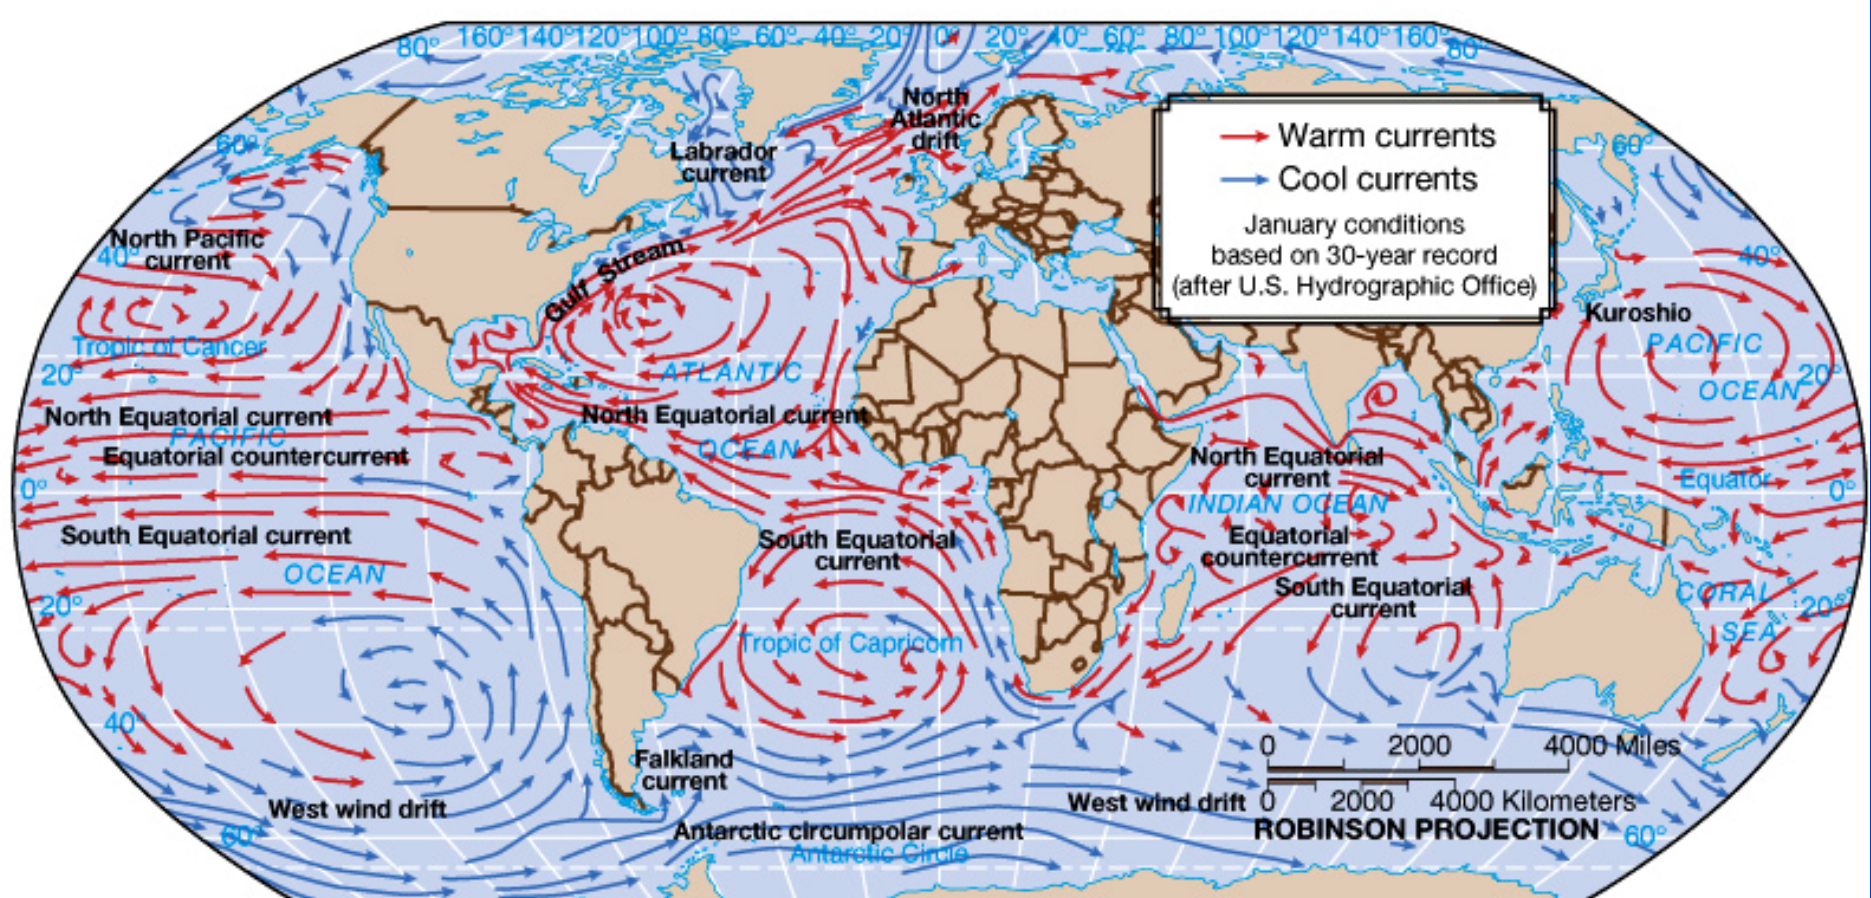 80° 160° 140° 120° 100° 80° 60° 40° 20° 0° 20° 40° 60° 80° 100° 120° 140° 160° 80°
North
Atlantic
drift
Warm currents
Cool currents
January conditions
based on 30-year record
(after U.S. Hydrographic Office)
60°
60°
Labrador
current
North Pacific
current
40°
40°
Gulf Stream
Kuroshio
PACIFIC
OCEAN
Tropic of Cancer
20°
20°
ATLANTIC
OCEAN
North Equatorial current
North Equatorial current
PACIFIC
Equatorial countercurrent
North Equatorial
current
INDIAN OCEAN
Equator
0°
0°
South Equatorial current
OCEAN
South Equatorial
current
Equatorial
countercurrent
South Equatorial
current
CORAL
SEA
20°
20°
Tropic of Capricorn
40°
Falkland
current
0 2000 4000 Miles
0 2000 4000 Kilometers
ROBINSON PROJECTION
West wind drift
West wind drift
60°
60°
Antarctic circumpolar current
Antarctic Circle